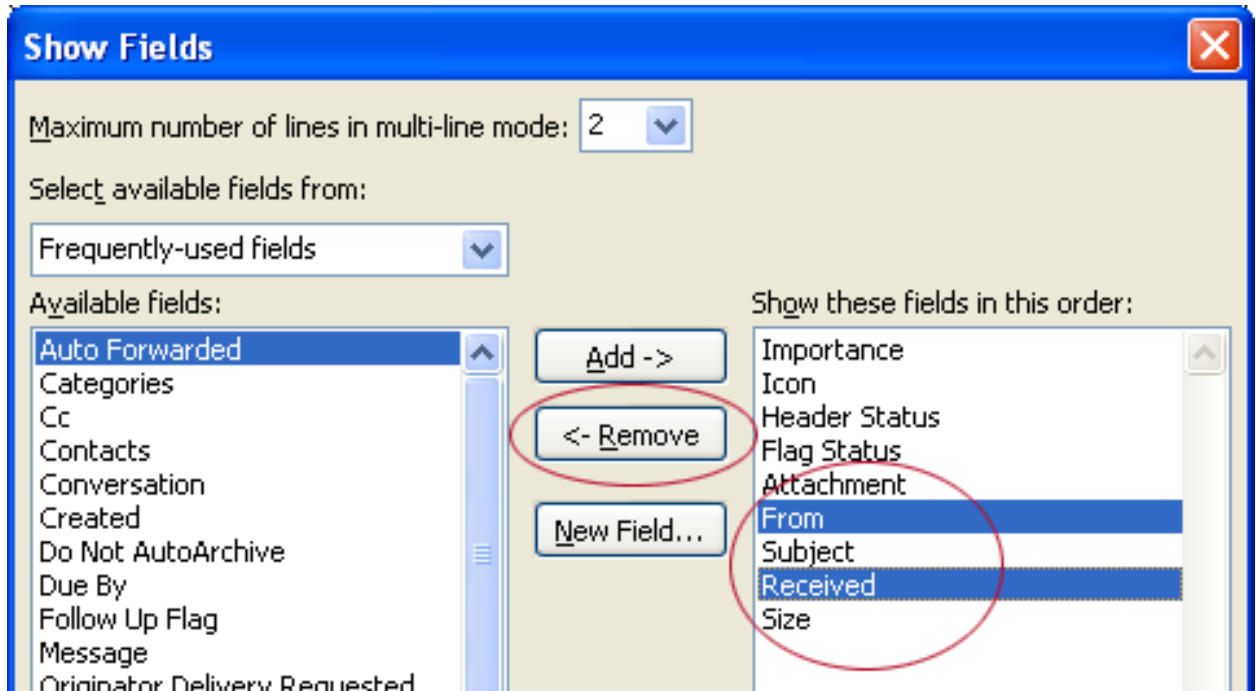 Show Fields
Maximum number of lines in multi-line mode: 2
Select available fields from:
Frequently-used fields
Available fields:
Auto Forwarded
Categories
Cc
Contacts
Conversation
Created
Do Not AutoArchive
Due By
Follow Up Flag
Message
Originator Delivery Requested
Add ->
<- Remove
New Field...
Show these fields in this order:
Importance
Icon
Header Status
Flag Status
Attachment
From
Subject
Received
Size